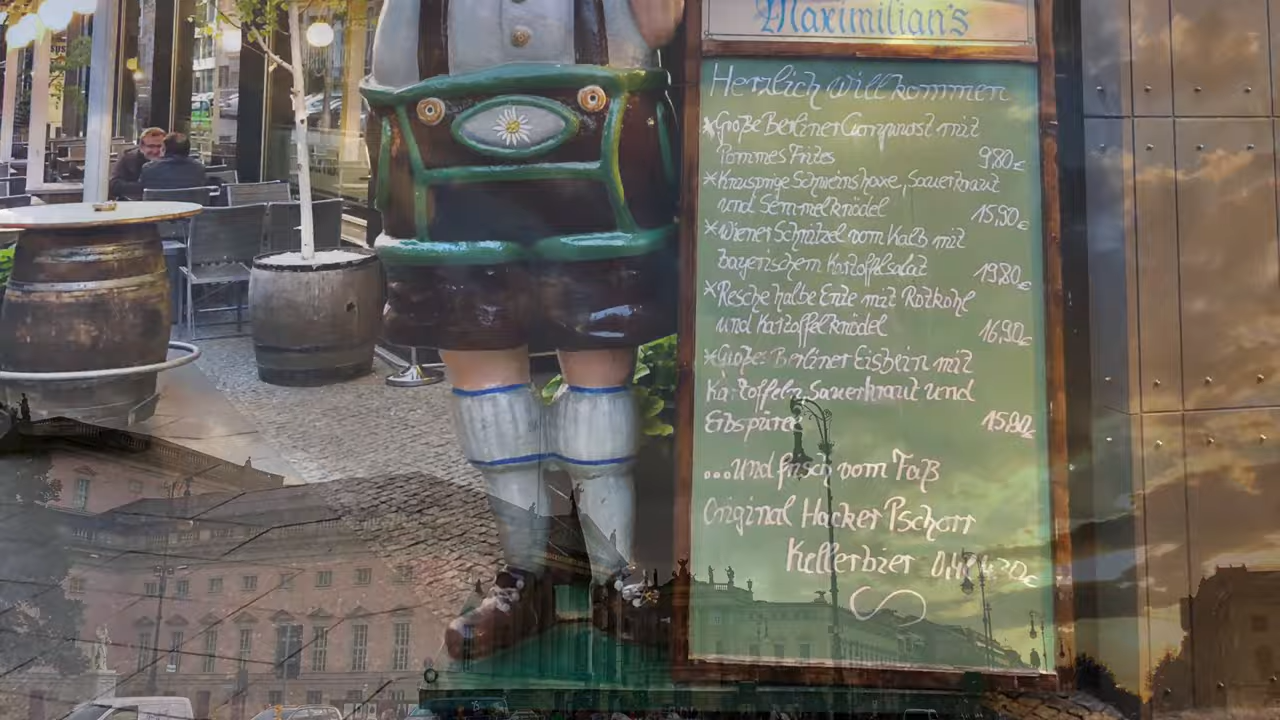 Maximilian's
Herzlich Willkommen
*Große Berliner Currywurst mit
Pommes Frites 9,80€
*Knusprige Schweinshaxe, Sauerkraut
und Semmelknödel 15,90€
*Wiener Schnitzel vom Kalb mit
bayerischem Kartoffelsalat 19,80€
*Resche halbe Ente mit Rotkohl
und Kartoffelknödel 16,90€
*Großes Berliner Eisbein mit
Kartoffeln, Sauerkraut und
Erbspüree 15,80€
...und frisch vom Faß
Original Hacker Pschorr
Kellerbier